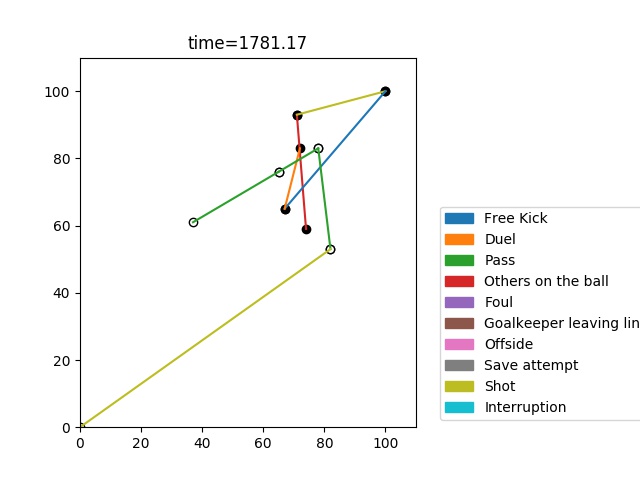 time=1781.17
100
80
60
40
20
0
0 20 40 60 80 100
Free Kick
Duel
Pass
Others on the ball
Foul
Goalkeeper leaving lin
Offside
Save attempt
Shot
Interruption